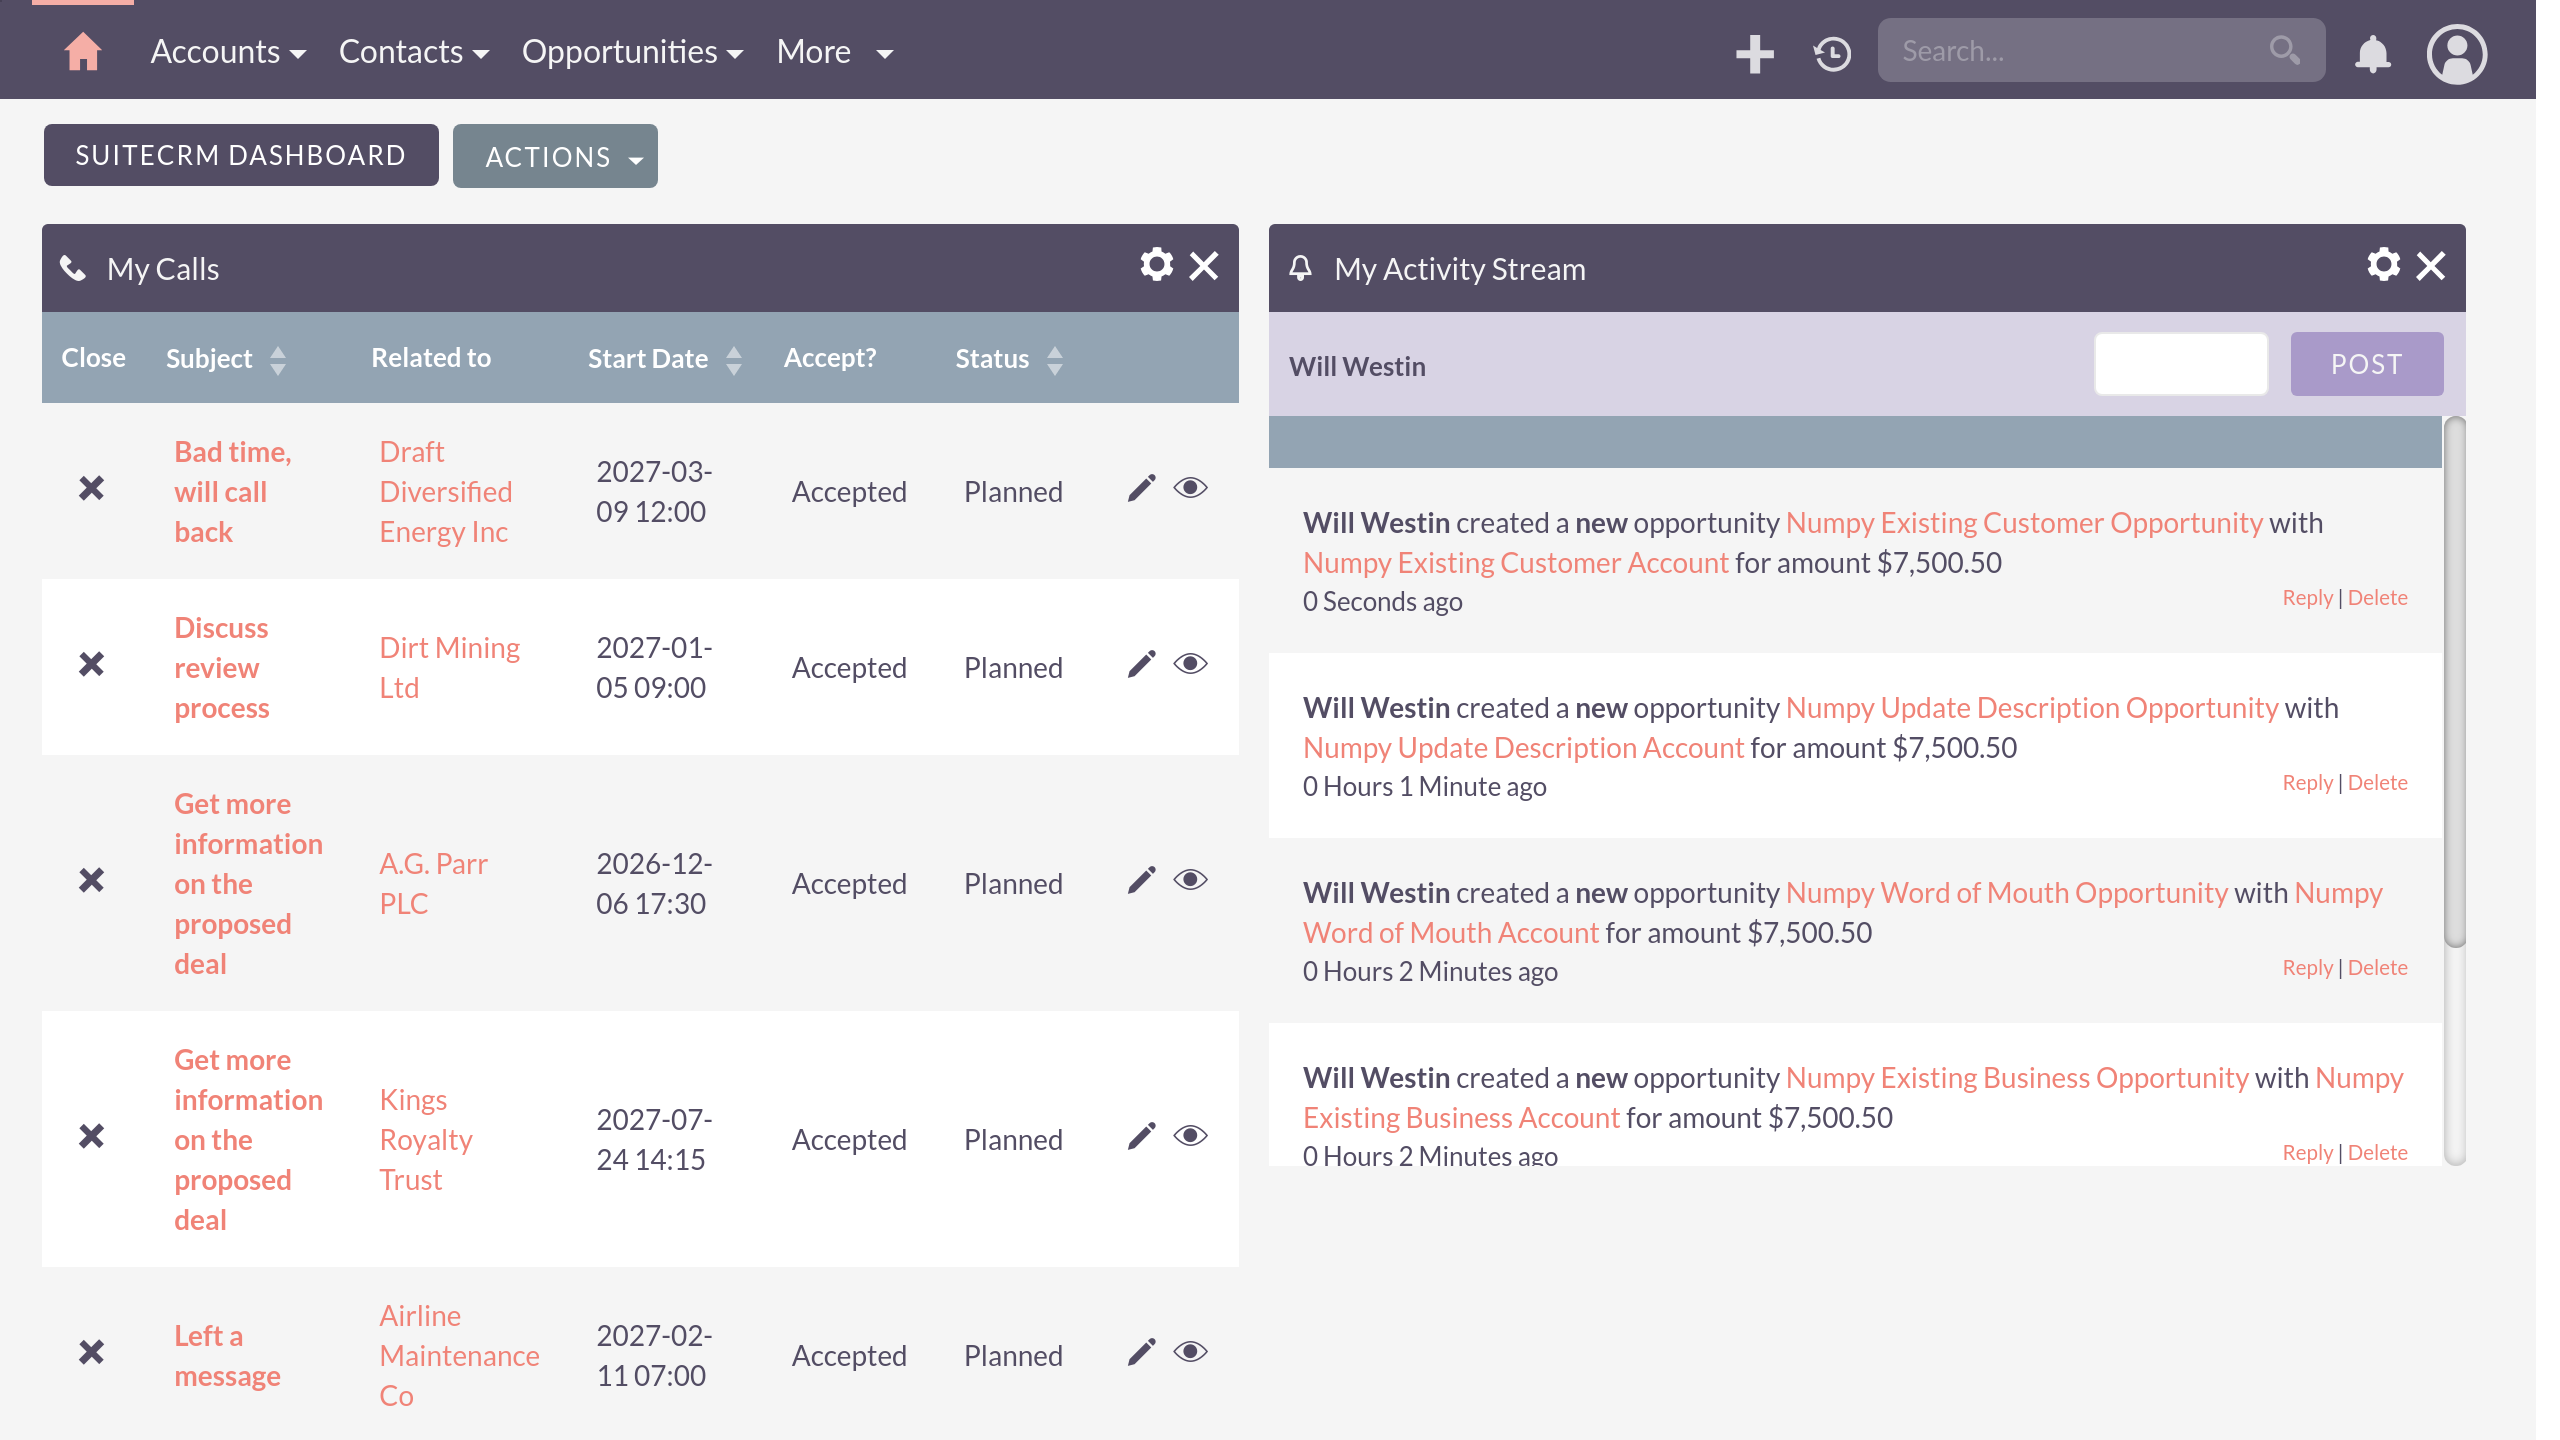 Accounts Contacts Opportunities More Search...
SUITECRM DASHBOARD ACTIONS
My Calls
Close Subject Related to Start Date Accept? Status
Bad time,
will call
back
Draft
Diversified
Energy Inc
2027-03-
09 12:00
Accepted
Planned
Discuss
review
process
Dirt Mining
Ltd
2027-01-
05 09:00
Accepted
Planned
Get more
information
on the
proposed
deal
A.G. Parr
PLC
2026-12-
06 17:30
Accepted
Planned
Get more
information
on the
proposed
deal
Kings
Royalty
Trust
2027-07-
24 14:15
Accepted
Planned
Left a
message
Airline
Maintenance
Co
2027-02-
11 07:00
Accepted
Planned
My Activity Stream
Will Westin POST
Will Westin created a new opportunity Numpy Existing Customer Opportunity with
Numpy Existing Customer Account for amount $7,500.50
0 Seconds ago Reply | Delete
Will Westin created a new opportunity Numpy Update Description Opportunity with
Numpy Update Description Account for amount $7,500.50
0 Hours 1 Minute ago Reply | Delete
Will Westin created a new opportunity Numpy Word of Mouth Opportunity with Numpy
Word of Mouth Account for amount $7,500.50
0 Hours 2 Minutes ago Reply | Delete
Will Westin created a new opportunity Numpy Existing Business Opportunity with Numpy
Existing Business Account for amount $7,500.50
0 Hours 2 Minutes ago Reply | Delete